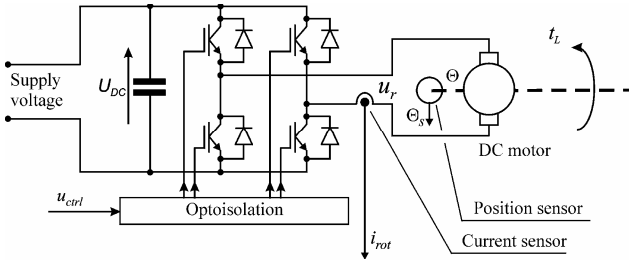 t_L
Supply
voltage
U_DC
u_r
Θ
Θ_s
DC motor
u_ctrl
Optoisolation
Position sensor
i_rot
Current sensor